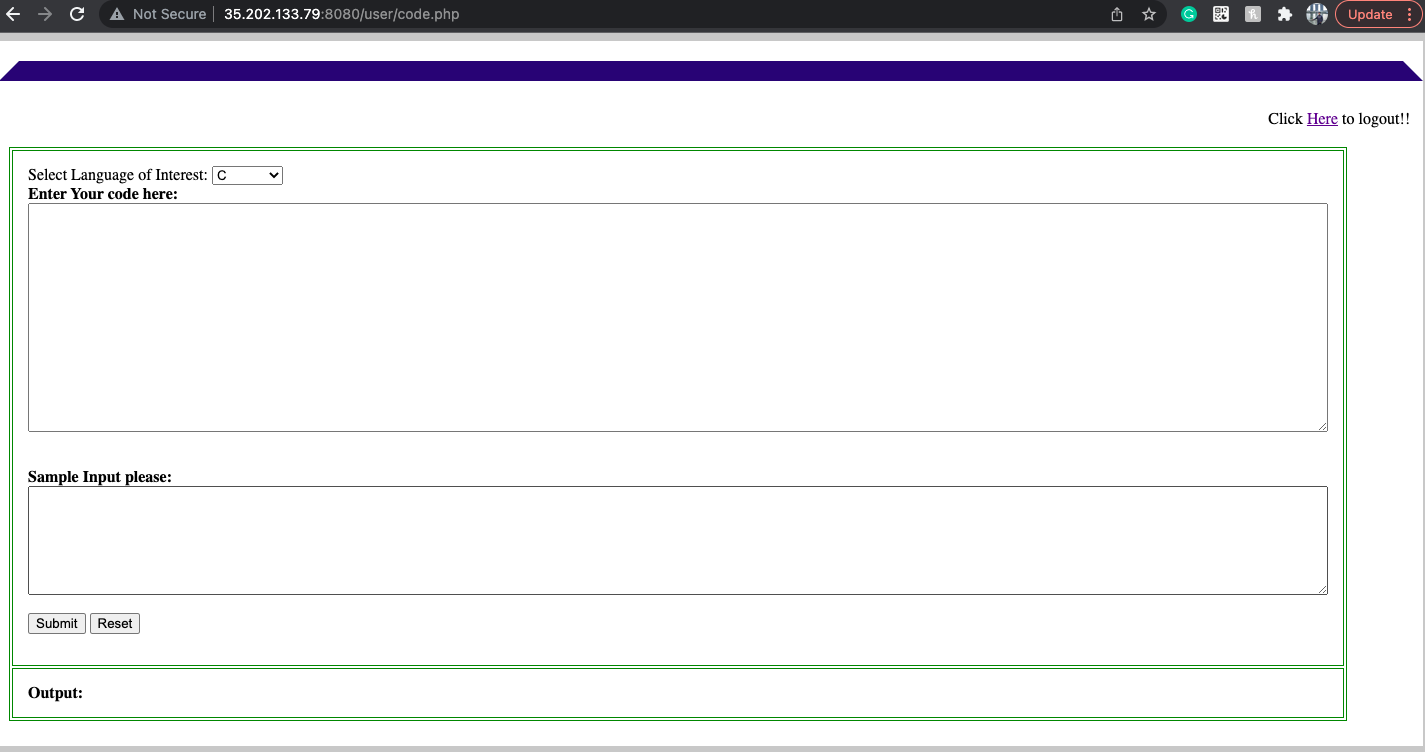 Not Secure | 35.202.133.79:8080/user/code.php Update
Click Here to logout!!
Select Language of Interest: C
Enter Your code here:
Sample Input please:
Submit Reset
Output: